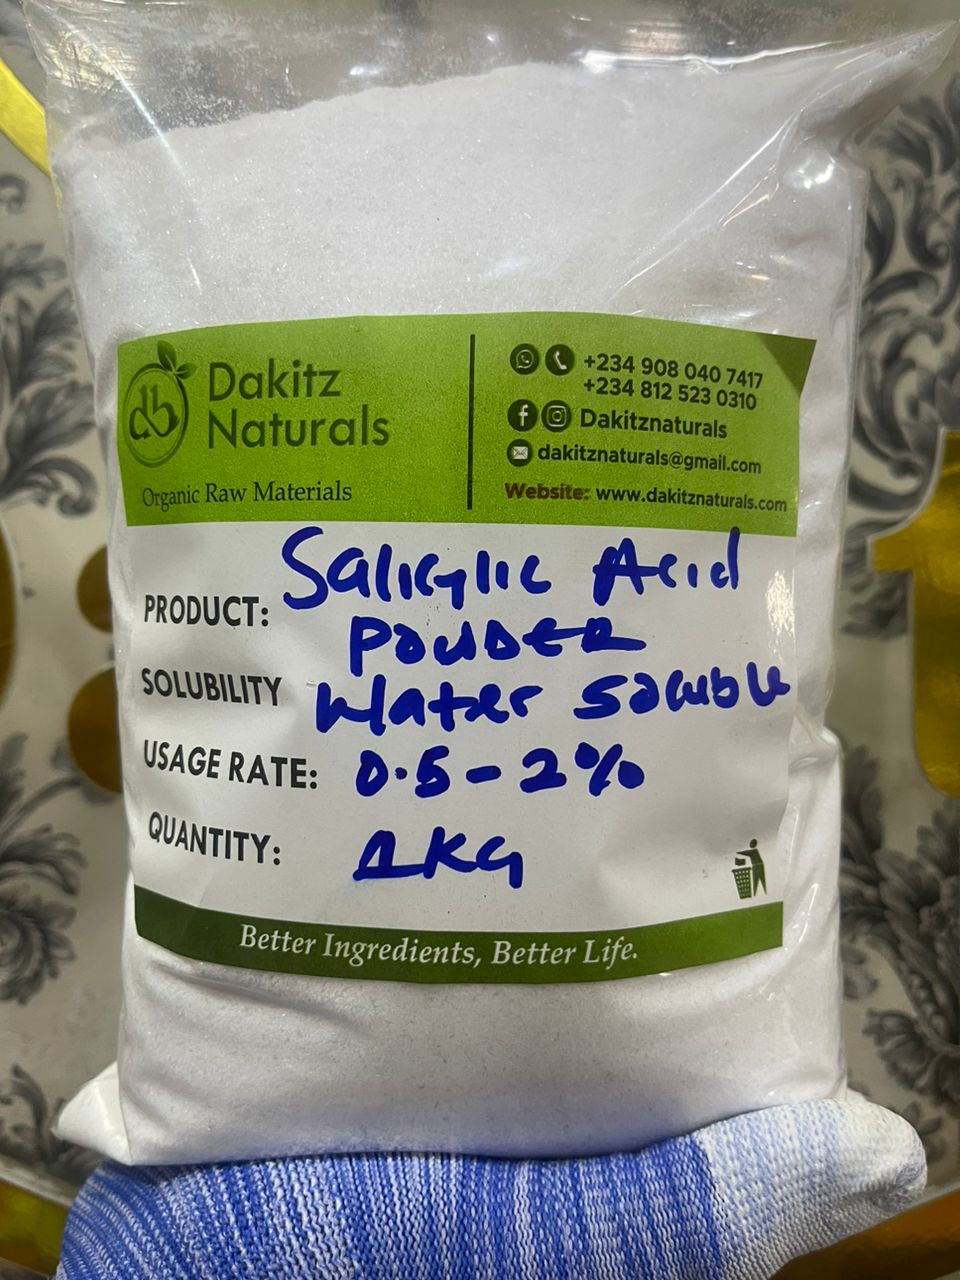 Dakitz
Naturals
Organic Raw Materials
+234 908 040 7417
+234 812 523 0310
Dakitznaturals
dakitznaturals@gmail.com
Website: www.dakitznaturals.com
PRODUCT: Salicylic Acid
POWDER
SOLUBILITY Water Soluble
USAGE RATE: 0.5-2%
QUANTITY: 1KG
Better Ingredients, Better Life.